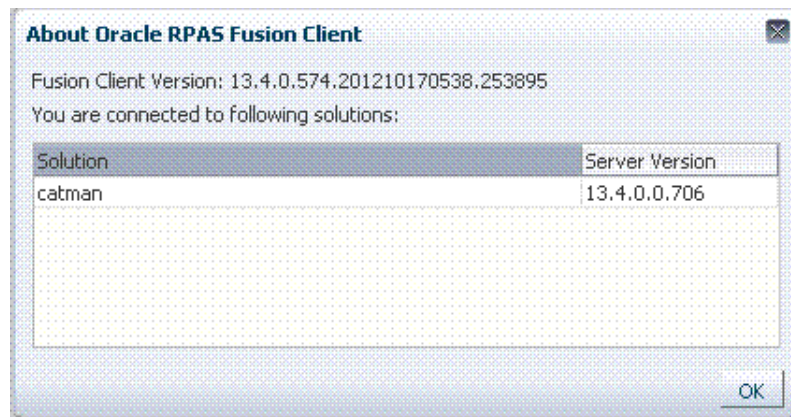 About Oracle RPAS Fusion Client
Fusion Client Version: 13.4.0.574.201210170538.253895
You are connected to following solutions:
Solution Server Version
catman 13.4.0.0.706
OK